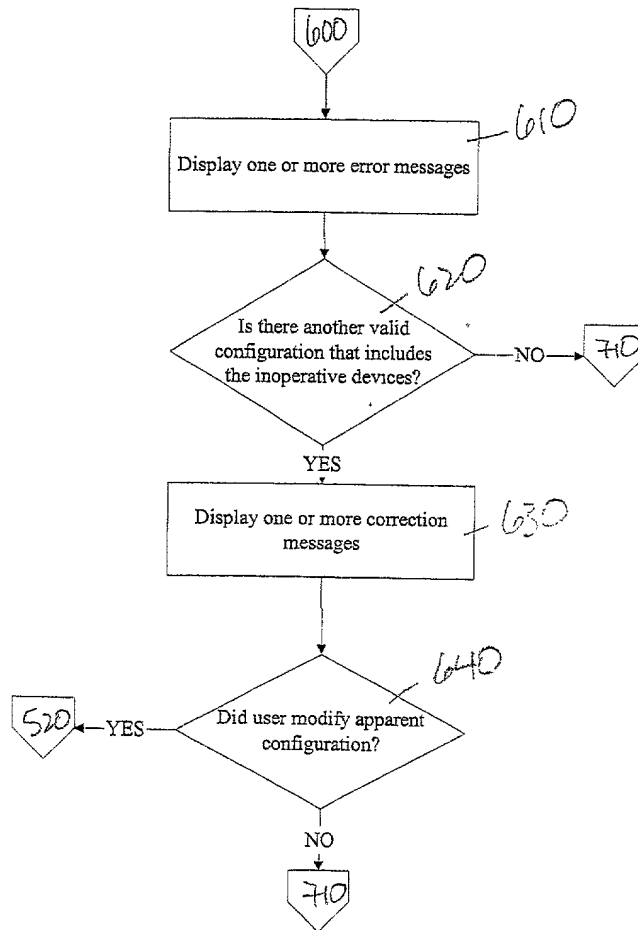 600
610
Display one or more error messages
620
Is there another valid
configuration that includes
the inoperative devices?
NO
710
YES
Display one or more correction
messages
630
640
Did user modify apparent
configuration?
YES
520
NO
710